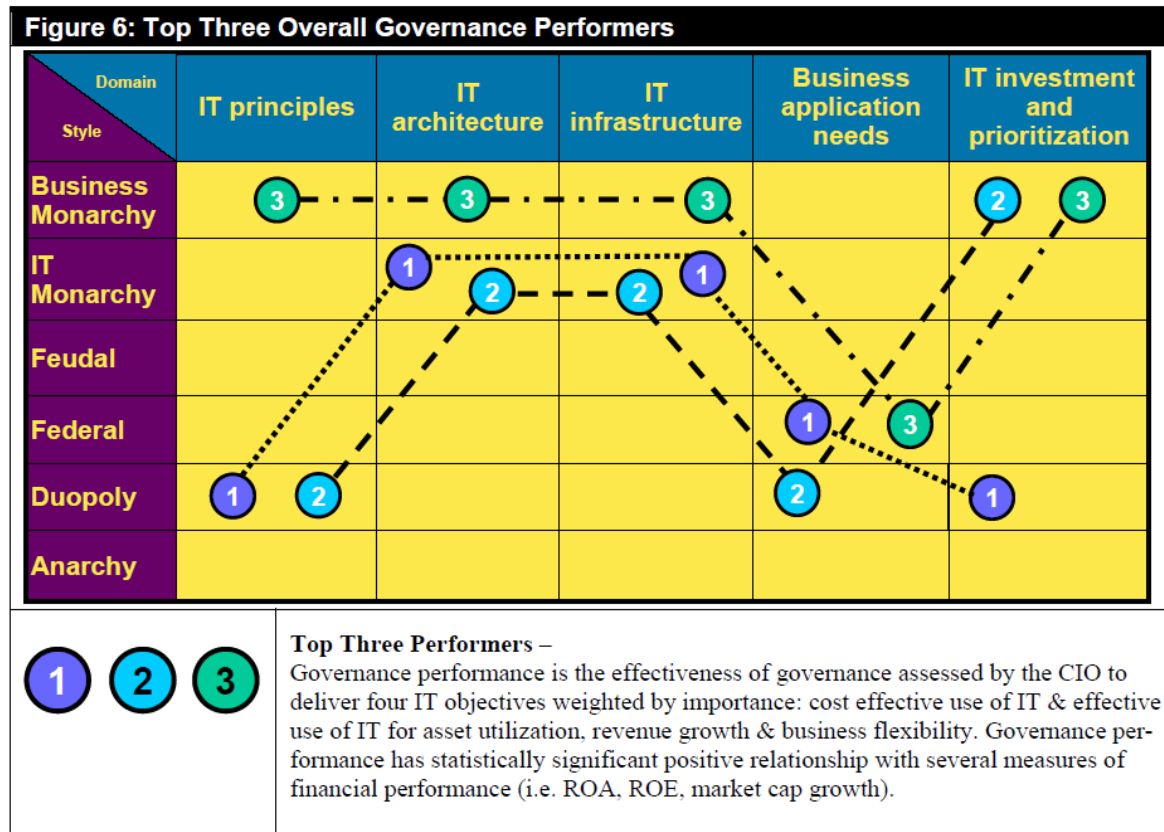 Figure 6: Top Three Overall Governance Performers
Domain
Style
IT principles
IT
architecture
IT
infrastructure
Business
application
needs
IT investment
and
prioritization
Business
Monarchy
3
3
3
2
3
IT
Monarchy
1
2
2
1
Feudal
Federal
1
3
Duopoly
1
2
2
1
Anarchy
1
2
3
Top Three Performers –
Governance performance is the effectiveness of governance assessed by the CIO to
deliver four IT objectives weighted by importance: cost effective use of IT & effective
use of IT for asset utilization, revenue growth & business flexibility. Governance per-
formance has statistically significant positive relationship with several measures of
financial performance (i.e. ROA, ROE, market cap growth).